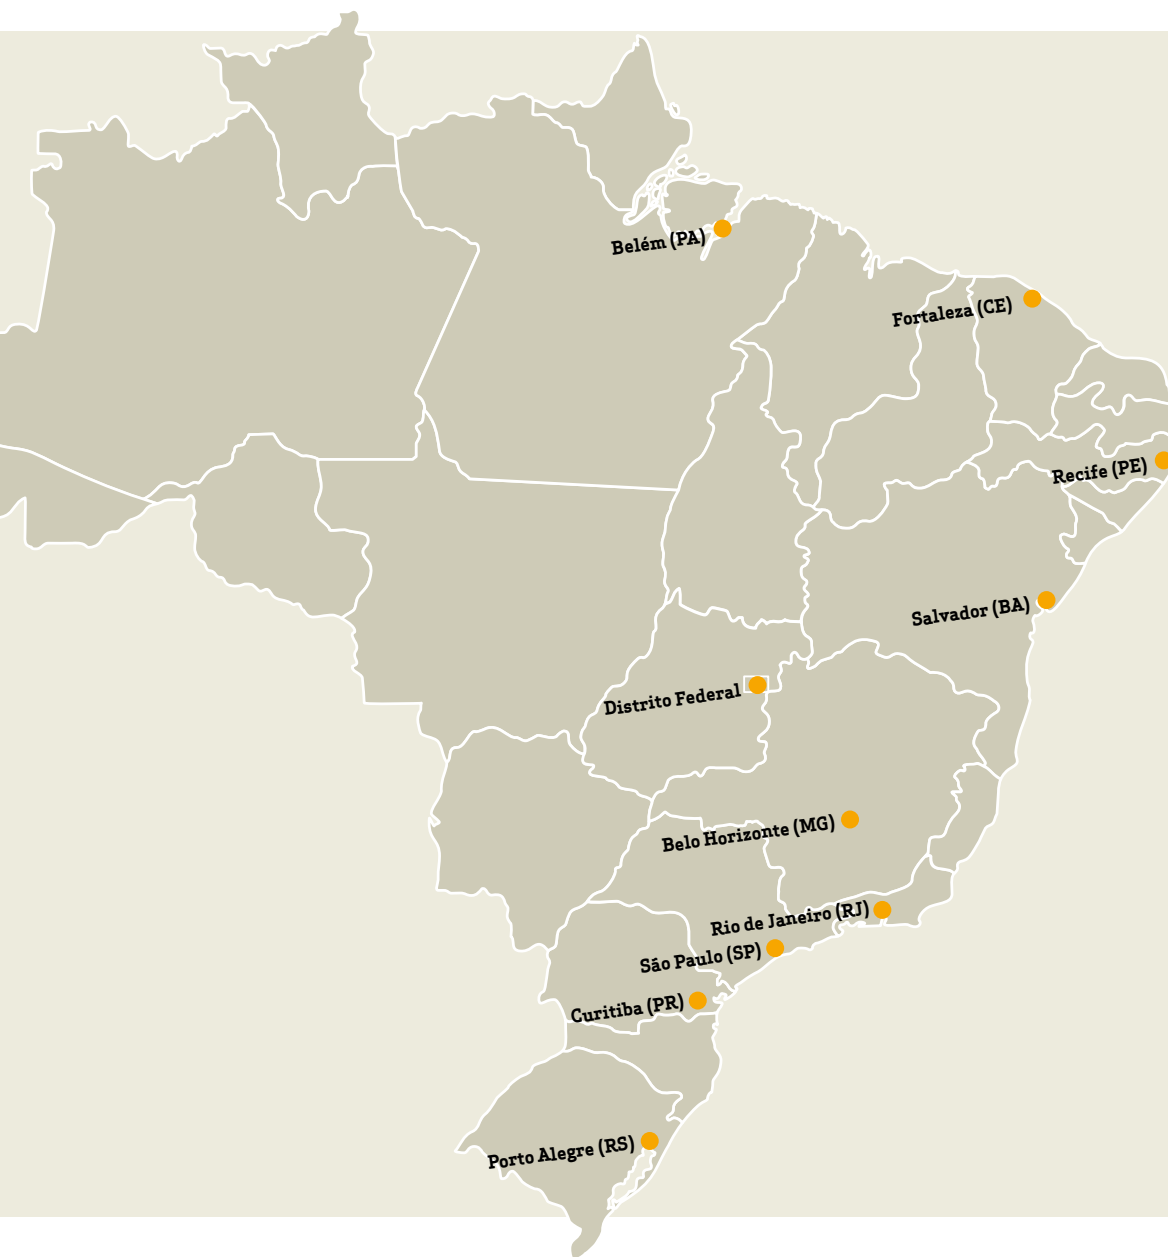 Belém (PA)
Fortaleza (CE)
Recife (PE)
Salvador (BA)
Distrito Federal
Belo Horizonte (MG)
Rio de Janeiro (RJ)
São Paulo (SP)
Curitiba (PR)
Porto Alegre (RS)